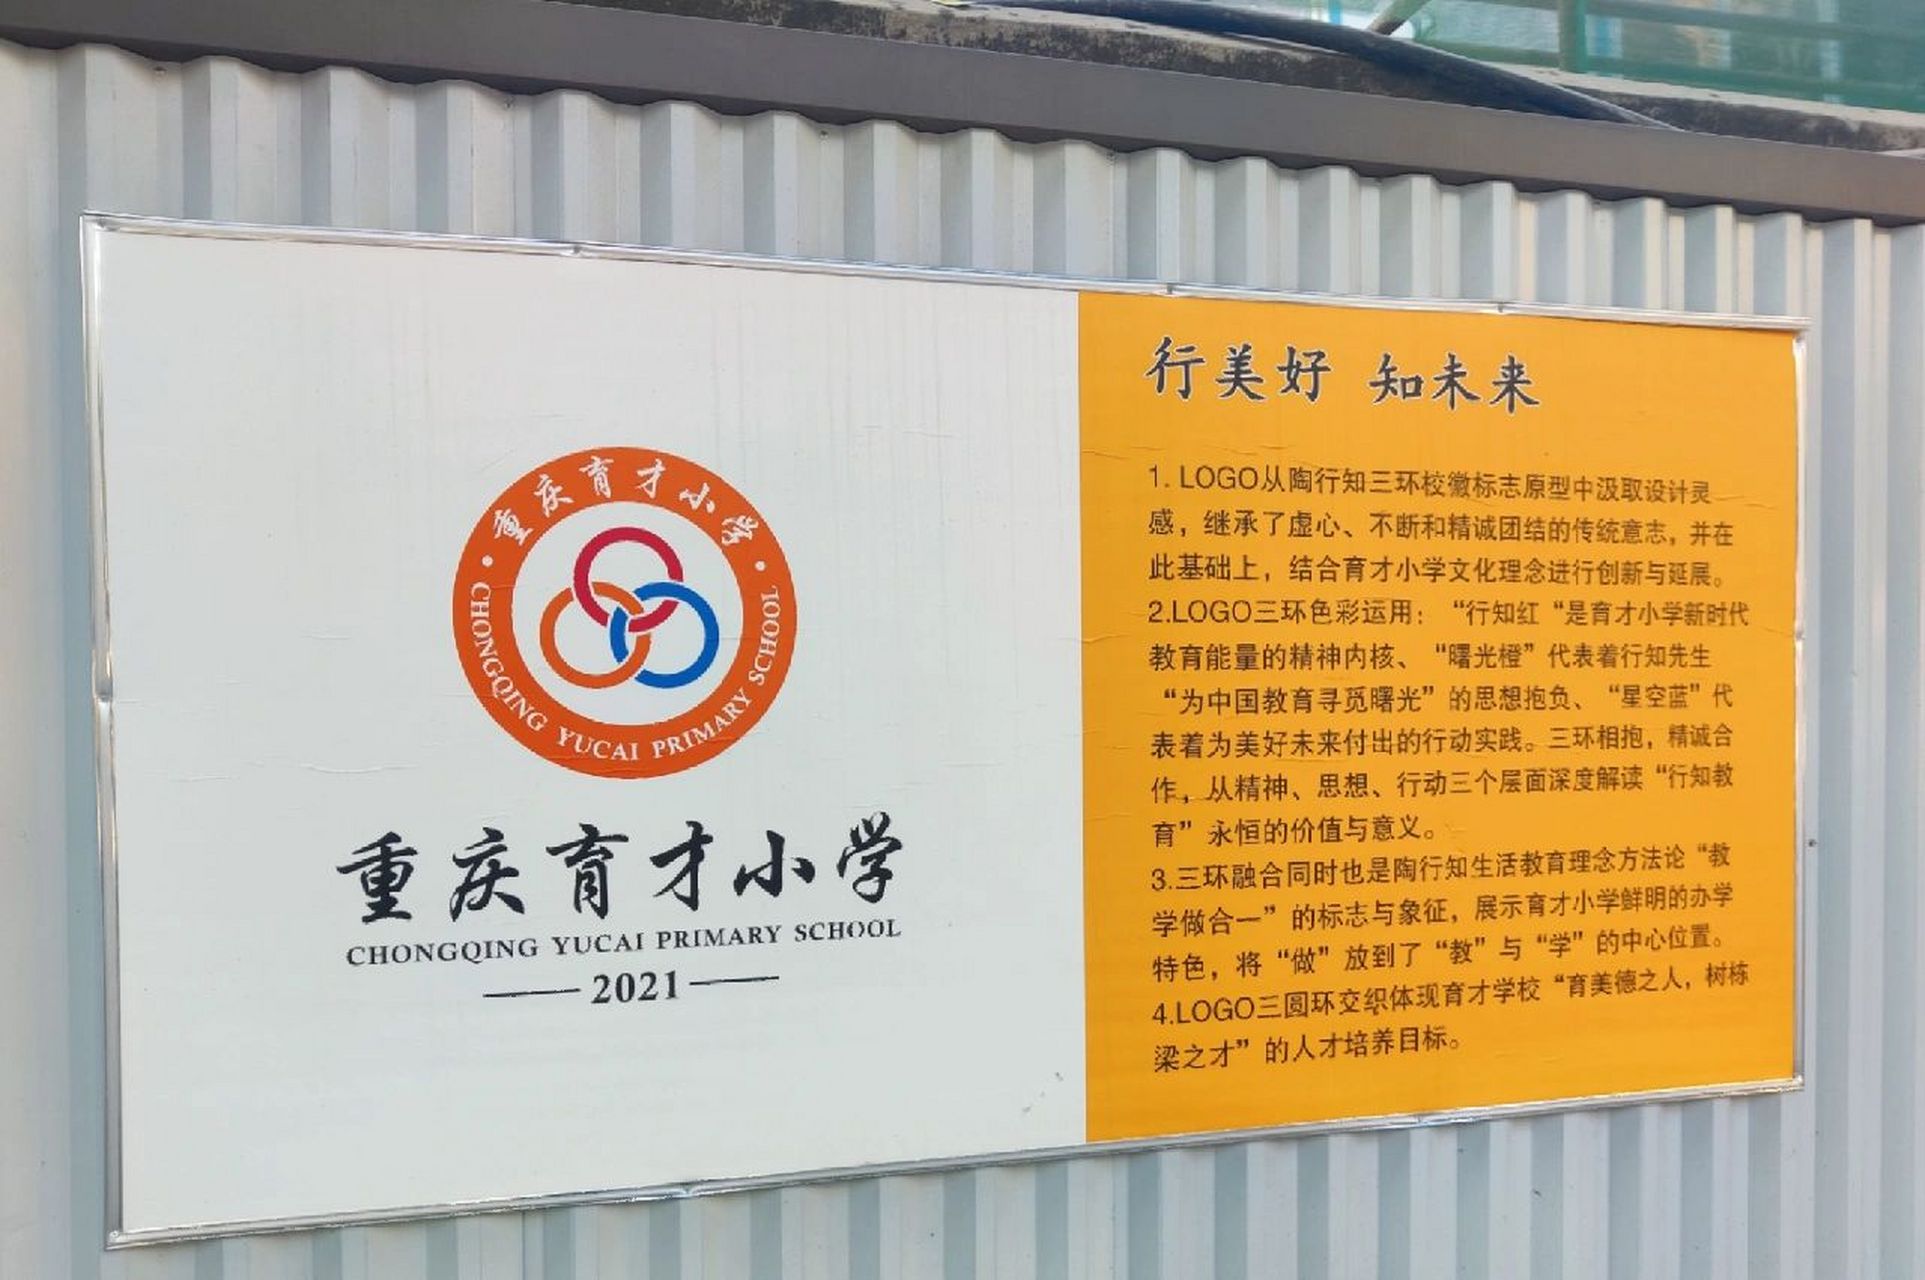 重庆育才小学
CHONGQING YUCAI PRIMARY SCHOOL
重庆育才小学
CHONGQING YUCAI PRIMARY SCHOOL
2021
行美好 知未来
1. LOGO从陶行知三环校徽标志原型中汲取设计灵
感，继承了虚心、不断和精诚团结的传统意志，并在
此基础上，结合育才小学文化理念进行创新与延展。
2.LOGO三环色彩运用：“行知红“是育才小学新时代
教育能量的精神内核、“曙光橙”代表着行知先生
“为中国教育寻觅曙光”的思想抱负、“星空蓝”代
表着为美好未来付出的行动实践。三环相抱，精诚合
作，从精神、思想、行动三个层面深度解读“行知教
育”永恒的价值与意义。
3.三环融合同时也是陶行知生活教育理念方法论“教
学做合一”的标志与象征，展示育才小学鲜明的办学
特色，将“做”放到了“教”与“学”的中心位置。
4.LOGO三圆环交织体现育才学校“育美德之人，树栋
梁之才”的人才培养目标。